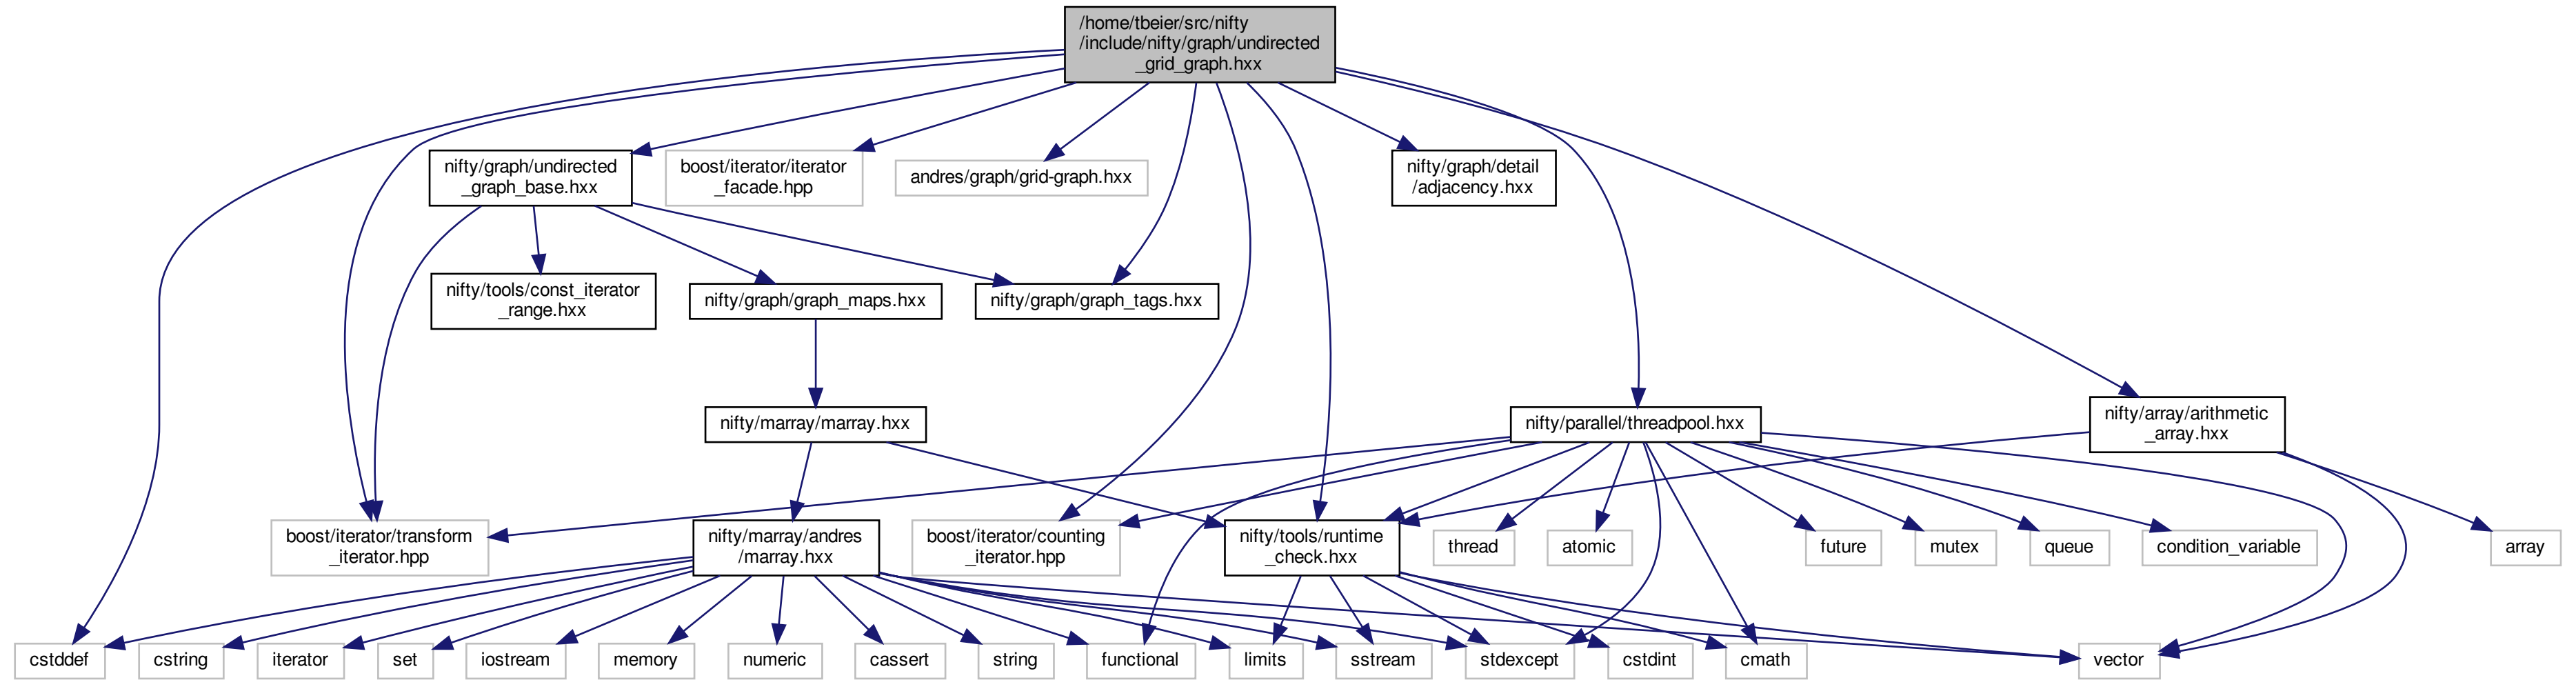 /home/tbeier/src/nifty
/include/nifty/graph/undirected
_grid_graph.hxx
nifty/graph/undirected
_graph_base.hxx
boost/iterator/iterator
_facade.hpp
andres/graph/grid-graph.hxx
nifty/graph/detail
/adjacency.hxx
nifty/tools/const_iterator
_range.hxx
nifty/graph/graph_maps.hxx
nifty/graph/graph_tags.hxx
nifty/marray/marray.hxx
nifty/parallel/threadpool.hxx
nifty/array/arithmetic
_array.hxx
boost/iterator/transform
_iterator.hpp
nifty/marray/andres
/marray.hxx
boost/iterator/counting
_iterator.hpp
nifty/tools/runtime
_check.hxx
thread
atomic
future
mutex
queue
condition_variable
array
cstddef
cstring
iterator
set
iostream
memory
numeric
cassert
string
functional
limits
sstream
stdexcept
cstdint
cmath
vector